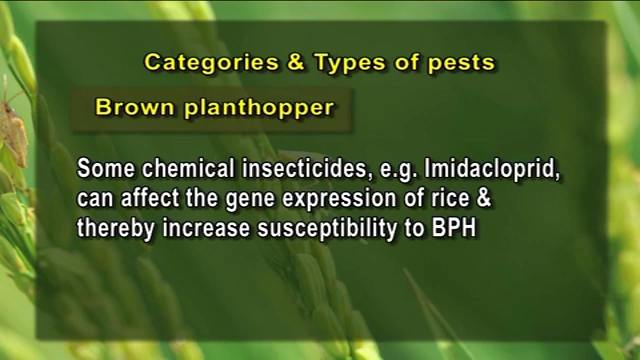 Categories & Types of pests
Brown planthopper
Some chemical insecticides, e.g. Imidacloprid,
can affect the gene expression of rice &
thereby increase susceptibility to BPH